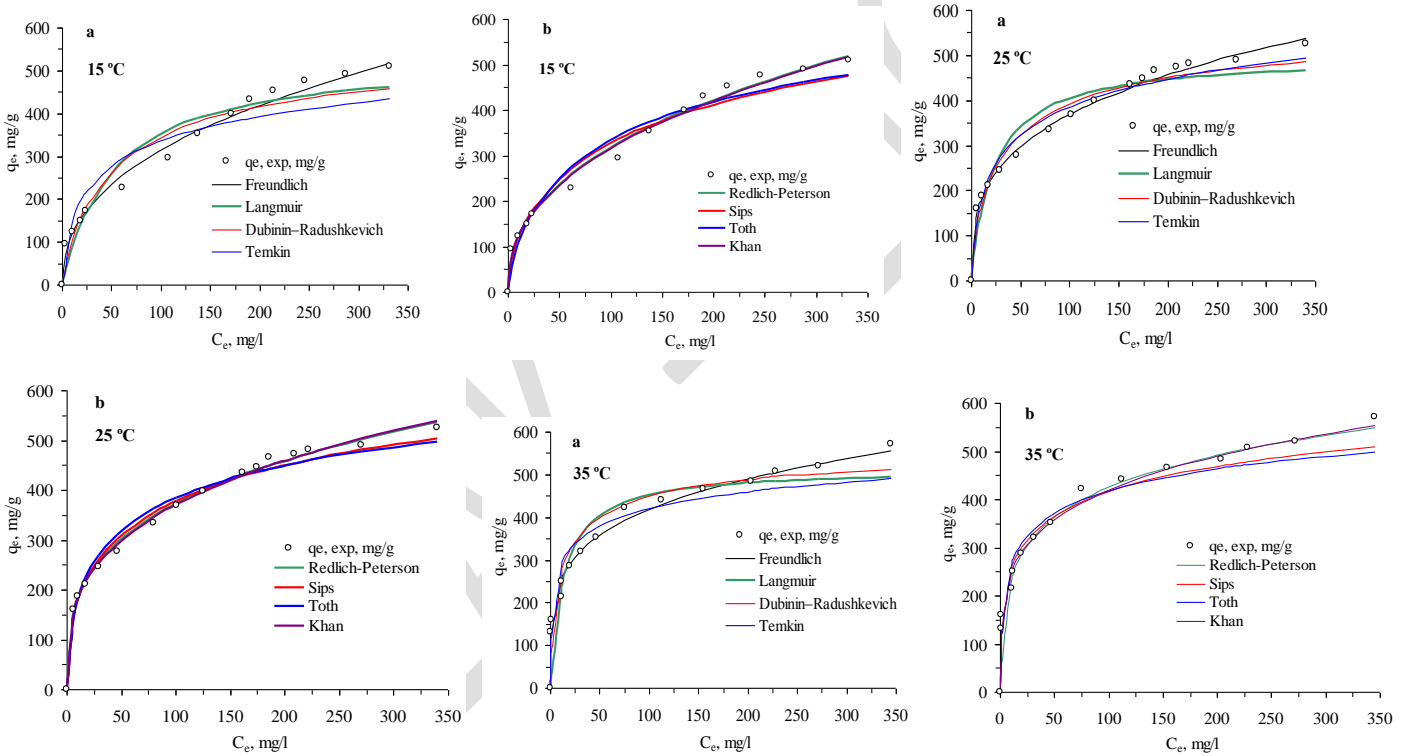 a
15 ºC
600
500
400
300
200
100
0
qe, mg/g
qe, exp, mg/g
Freundlich
Langmuir
Dubinin–Radushkevich
Temkin
0 50 100 150 200 250 300 350
Ce, mg/l
b
15 ºC
600
500
400
300
200
100
0
qe, mg/g
qe, exp, mg/g
Redlich-Peterson
Sips
Toth
Khan
0 50 100 150 200 250 300 350
Ce, mg/l
a
25 ºC
600
500
400
300
200
100
0
qe, mg/g
qe, exp, mg/g
Freundlich
Langmuir
Dubinin–Radushkevich
Temkin
0 50 100 150 200 250 300 350
Ce, mg/l
b
25 ºC
600
500
400
300
200
100
0
qe, mg/g
qe, exp, mg/g
Redlich-Peterson
Sips
Toth
Khan
0 50 100 150 200 250 300 350
Ce, mg/l
a
35 ºC
600
500
400
300
200
100
0
qe, mg/g
qe, exp, mg/g
Freundlich
Langmuir
Dubinin–Radushkevich
Temkin
0 50 100 150 200 250 300 350
Ce, mg/l
b
35 ºC
600
500
400
300
200
100
0
qe, mg/g
qe, exp, mg/g
Redlich-Peterson
Sips
Toth
Khan
0 50 100 150 200 250 300 350
Ce, mg/l